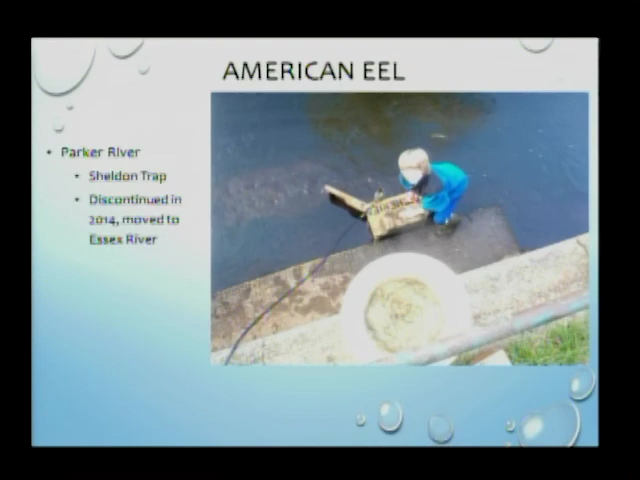 AMERICAN EEL
• Parker River
• Sheldon Trap
• Discontinued in
2014, moved to
Essex River